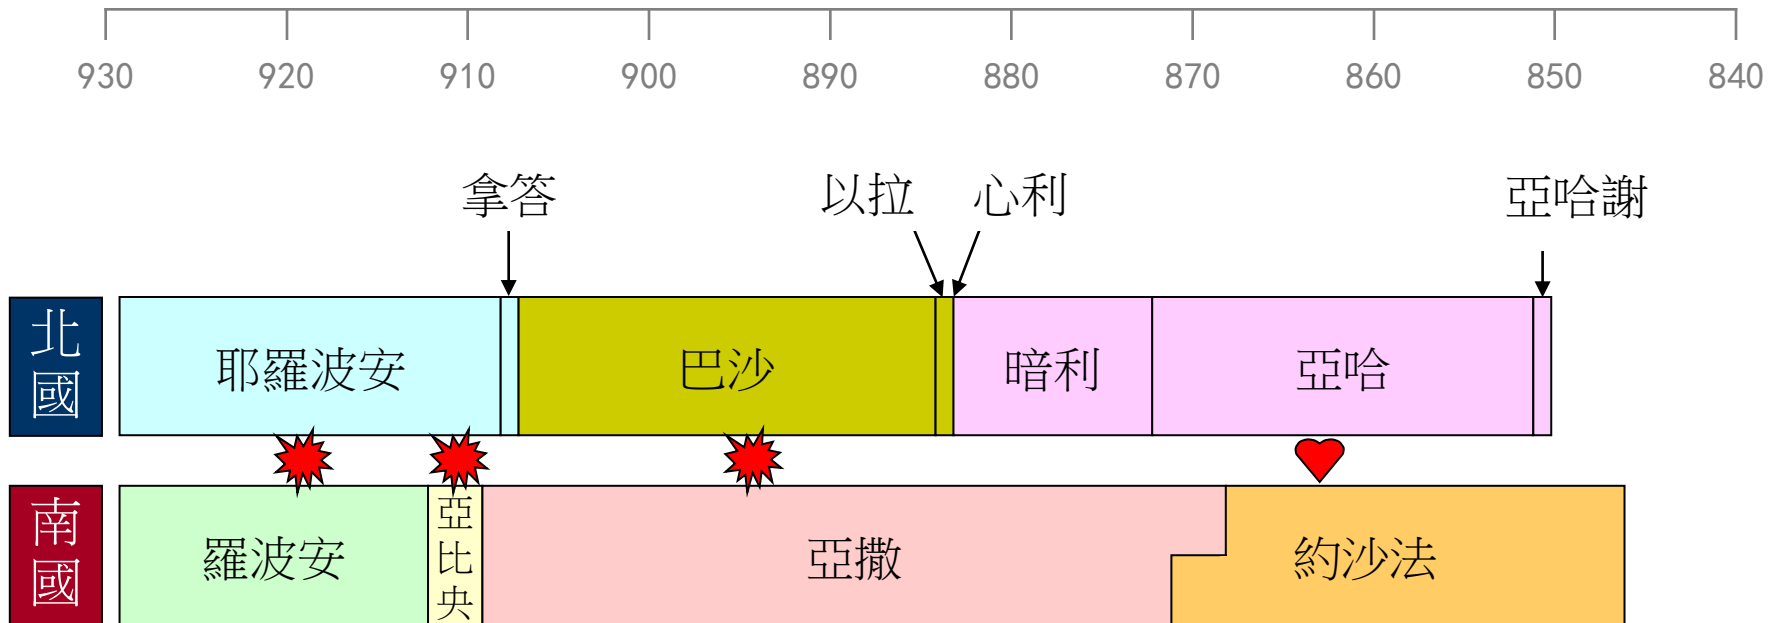 930 920 910 900 890 880 870 860 850 840
拿答 以拉 心利 亞哈謝
北國
耶羅波安 巴沙 暗利 亞哈
南國
羅波安 亞比央 亞撒 約沙法